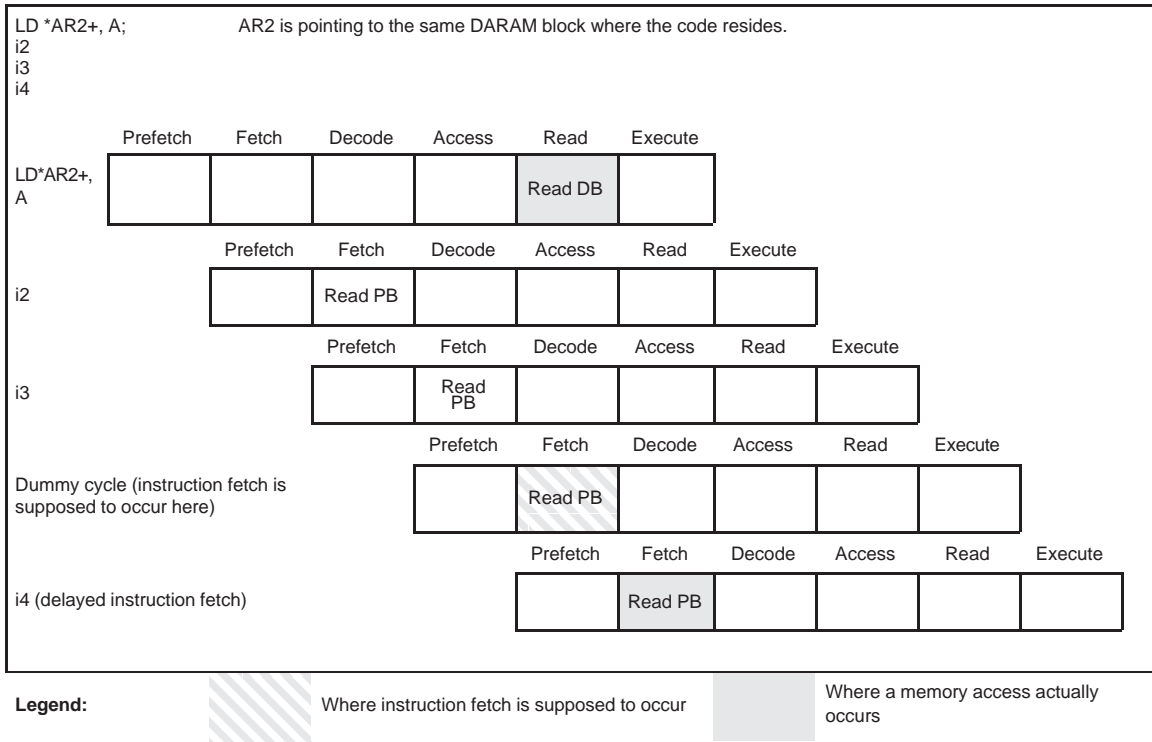 LD *AR2+, A; AR2 is pointing to the same DARAM block where the code resides.
i2
i3
i4
Prefetch Fetch Decode Access Read Execute
LD*AR2+,
A
Read DB
Prefetch Fetch Decode Access Read Execute
i2
Read PB
Prefetch Fetch Decode Access Read Execute
i3
Read
PB
Prefetch Fetch Decode Access Read Execute
Dummy cycle (instruction fetch is
supposed to occur here)
Read PB
Prefetch Fetch Decode Access Read Execute
i4 (delayed instruction fetch)
Read PB
Legend:
Where instruction fetch is supposed to occur
Where a memory access actually
occurs